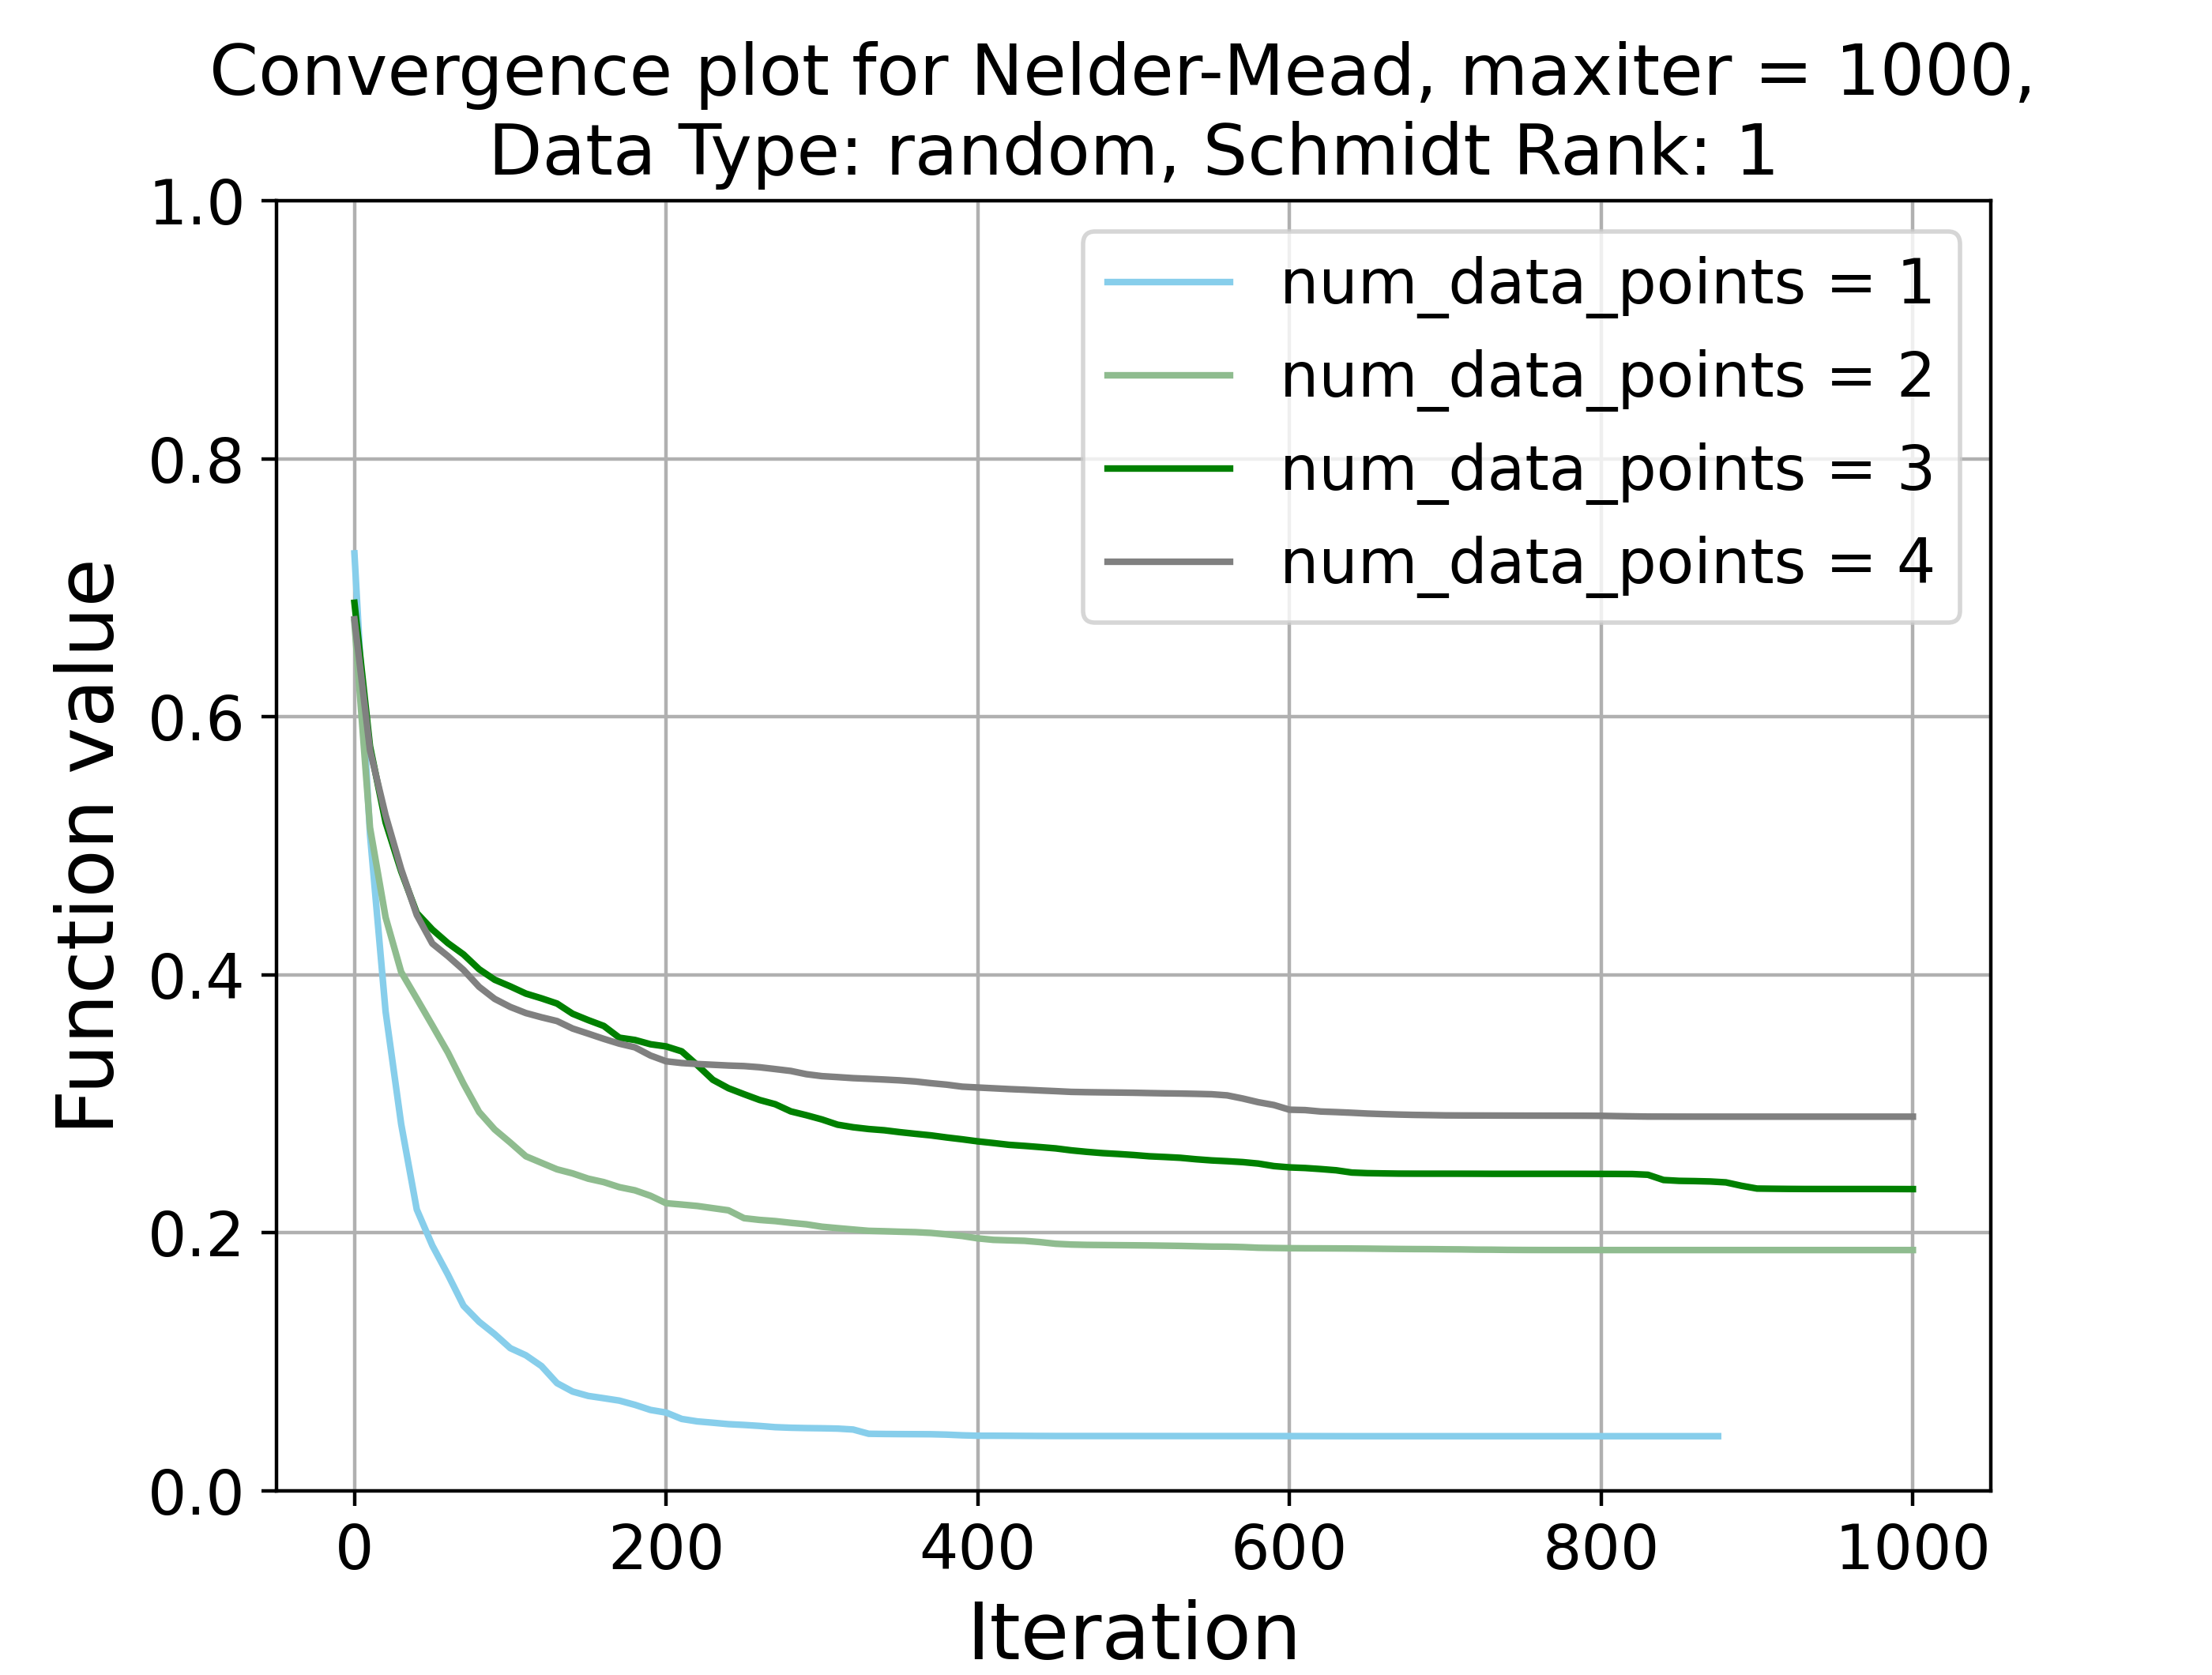 Convergence plot for Nelder-Mead, maxiter = 1000,
Data Type: random, Schmidt Rank: 1
1.0
0.8
0.6
0.4
0.2
0.0
Function value
num_data_points = 1
num_data_points = 2
num_data_points = 3
num_data_points = 4
0 200 400 600 800 1000
Iteration